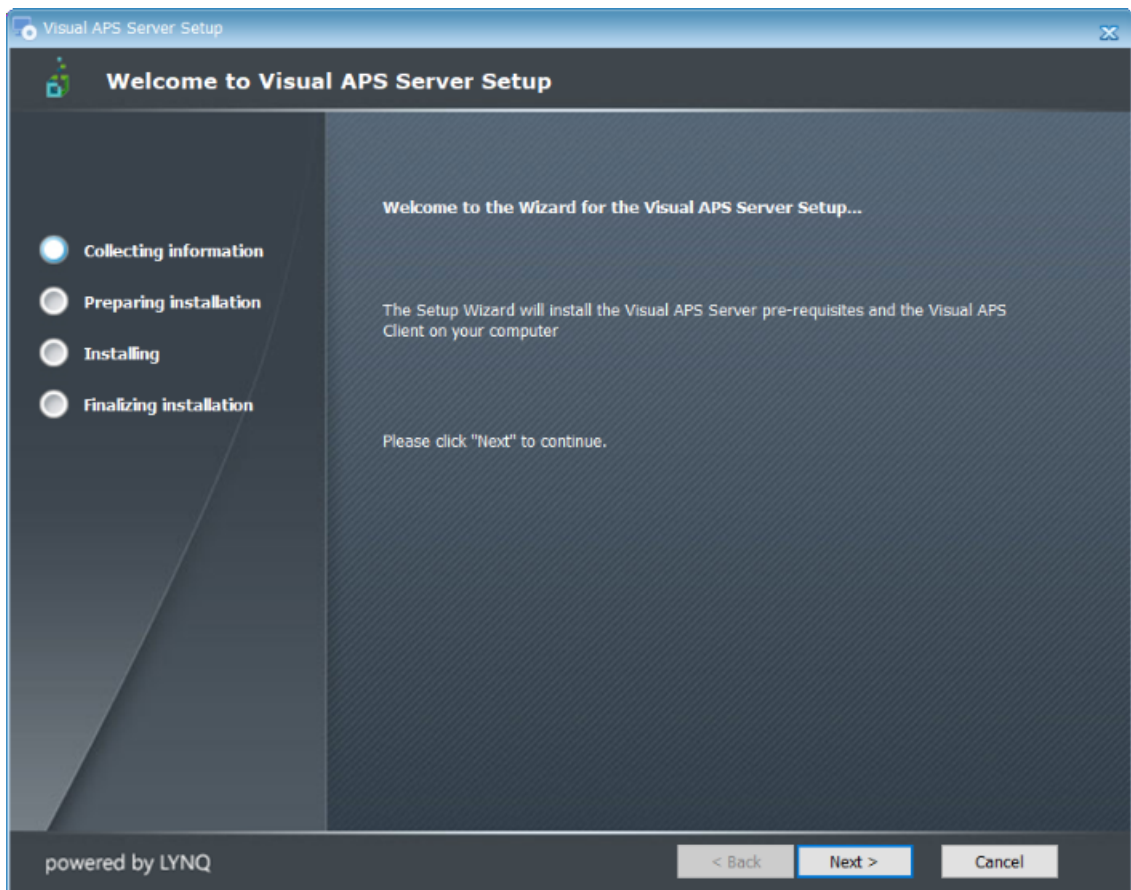 Visual APS Server Setup
Welcome to Visual APS Server Setup
Welcome to the Wizard for the Visual APS Server Setup...
Collecting information
Preparing installation
The Setup Wizard will install the Visual APS Server pre-requisites and the Visual APS
Client on your computer
Installing
Finalizing installation
Please click "Next" to continue.
powered by LYNQ
< Back
Next >
Cancel